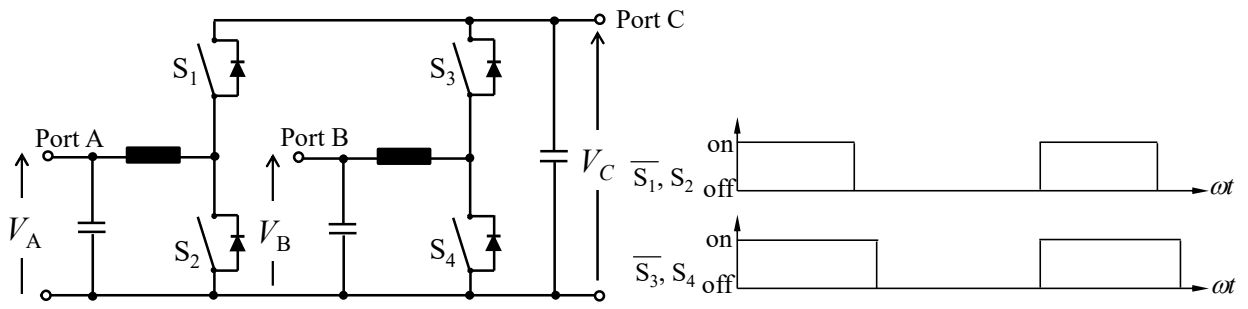 Port C
S1
S3
Port A
Port B
VA
VB
VC
S2
S4
on
S̅1̅, S2
off
ωt
on
S̅3̅, S4
off
ωt